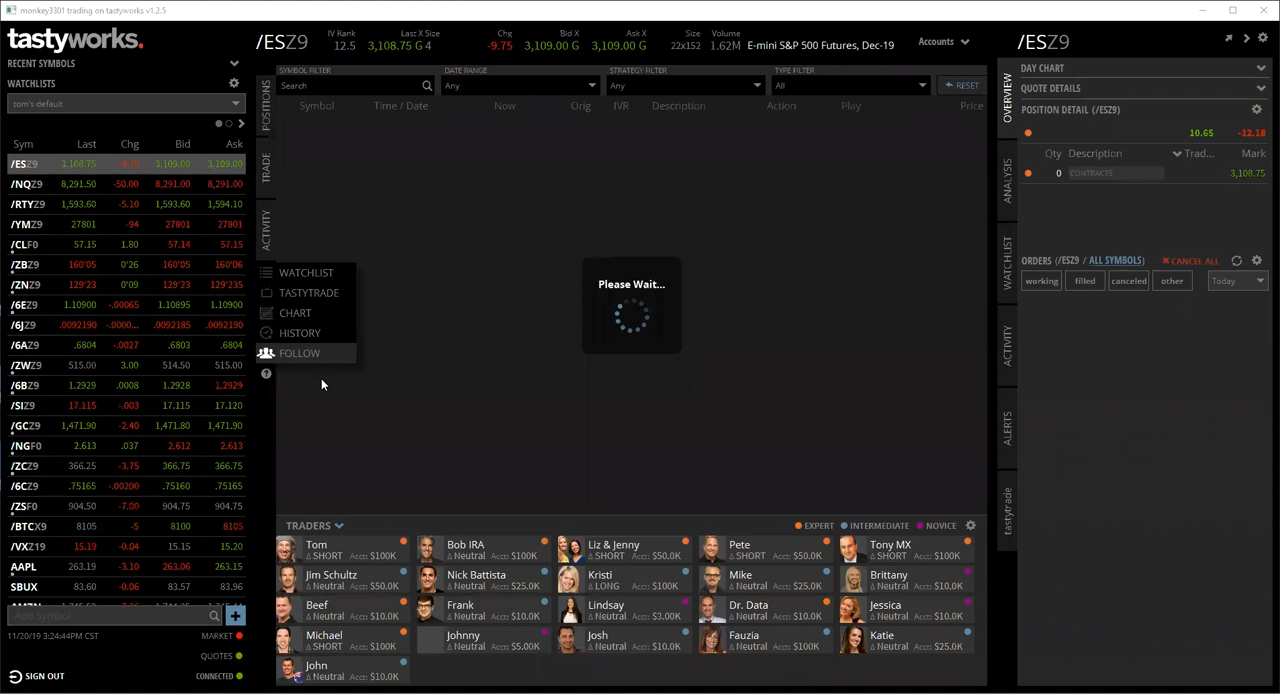 monkey3301 trading on tastyworks v1.2.5
tastyworks.
RECENT SYMBOLS
WATCHLISTS
tom's default
Sym Last Chg Bid Ask
/ESZ9 3,108.75 -9.75 3,109.00 3,109.00
/NQZ9 8,291.50 -50.00 8,291.00 8,291.00
/RTYZ9 1,593.60 -5.10 1,593.60 1,594.10
/YMZ9 27801 -94 27801 27801
/CLF0 57.15 1.80 57.14 57.15
/ZBZ9 160'05 0'26 160'05 160'06
/ZNZ9 129'23 0'09 129'23 129'235
/6EZ9 1.10900 -.00065 1.10895 1.10900
/6JZ9 .0092190 -.0000... .0092185 .0092190
/6AZ9 .6804 -.0027 .6803 .6804
/ZWZ9 515.00 3.00 514.50 515.00
/6BZ9 1.2929 .0008 1.2928 1.2929
/SIZ9 17.115 -.003 17.115 17.120
/GCZ9 1,471.90 -2.40 1,471.80 1,471.90
/NGF0 2.613 .037 2.612 2.613
/ZCZ9 366.25 -3.75 366.75 366.75
/6CZ9 .75165 -.00200 .75160 .75165
/ZSF0 904.50 -7.00 904.50 904.75
/BTCX9 8105 -5 8100 8105
/VXZ19 15.19 -0.04 15.15 15.20
AAPL 263.19 -3.10 263.06 263.15
SBUX 83.60 -0.06 83.57 83.96
Add Symbol
11/20/19 3:24:44PM CST MARKET
QUOTES
SIGN OUT CONNECTED
/ESZ9
IV Rank
12.5
Last X Size
3,108.75 G 4
Chg
-9.75
Bid X
3,109.00 G
Ask X
3,109.00 G
Size
22x152
Volume
1.62M
E-mini S&P 500 Futures, Dec-19
Accounts
POSITIONS
TRADE
ACTIVITY
WATCHLIST
TASTYTRADE
CHART
HISTORY
FOLLOW
?
SYMBOL FILTER DATE RANGE STRATEGY FILTER TYPE FILTER
Search Any Any All RESET
Symbol Time / Date Now Orig IVR Description Action Play Price
Please Wait...
TRADERS EXPERT INTERMEDIATE NOVICE
Tom
Δ SHORT Acct: $100K
Bob IRA
Δ Neutral Acct: $100K
Liz & Jenny
Δ SHORT Acct: $50.0K
Pete
Δ SHORT Acct: $50.0K
Tony MX
Δ SHORT Acct: $100K
Jim Schultz
Δ Neutral Acct: $50.0K
Nick Battista
Δ Neutral Acct: $25.0K
Kristi
Δ LONG Acct: $100K
Mike
Δ Neutral Acct: $25.0K
Brittany
Δ Neutral Acct: $10.0K
Beef
Δ Neutral Acct: $10.0K
Frank
Δ Neutral Acct: $10.0K
Lindsay
Δ Neutral Acct: $3.00K
Dr. Data
Δ Neutral Acct: $10.0K
Jessica
Δ Neutral Acct: $10.0K
Michael
Δ SHORT Acct: $100K
Johnny
Δ Neutral Acct: $5.00K
Josh
Δ Neutral Acct: $10.0K
Fauzia
Δ Neutral Acct: $100K
Katie
Δ Neutral Acct: $25.0K
John
Δ Neutral Acct: $10.0K
OVERVIEW
ANALYSIS
WATCHLIST
ACTIVITY
ALERTS
tastytrade
/ESZ9
DAY CHART
QUOTE DETAILS
POSITION DETAIL (/ESZ9)
10.65 -12.18
Qty Description Trad... Mark
0 CONTRACTS 3,108.75
ORDERS (/ESZ9 / ALL SYMBOLS) CANCEL ALL
working filled canceled other Today